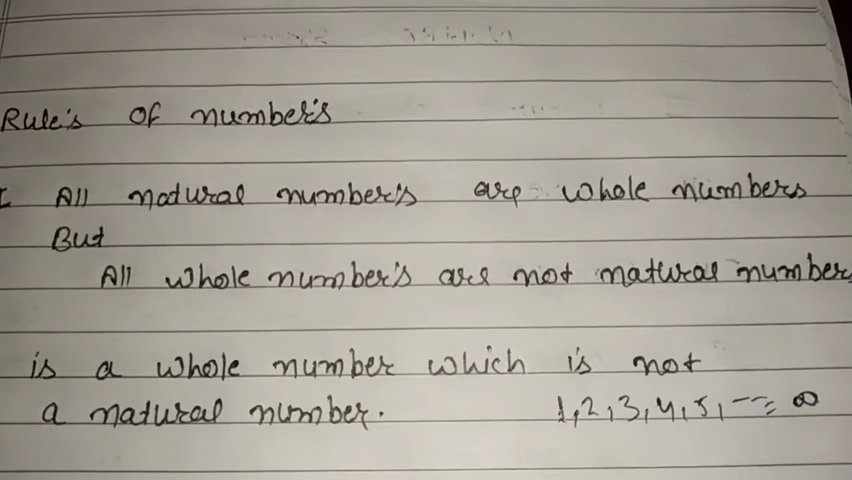 Rule's OF number's
I All natural number's are whole numbers
But
All whole number's are not natural number
is a whole number which is not
a natural number.
1,2,3,4,5,--= ∞